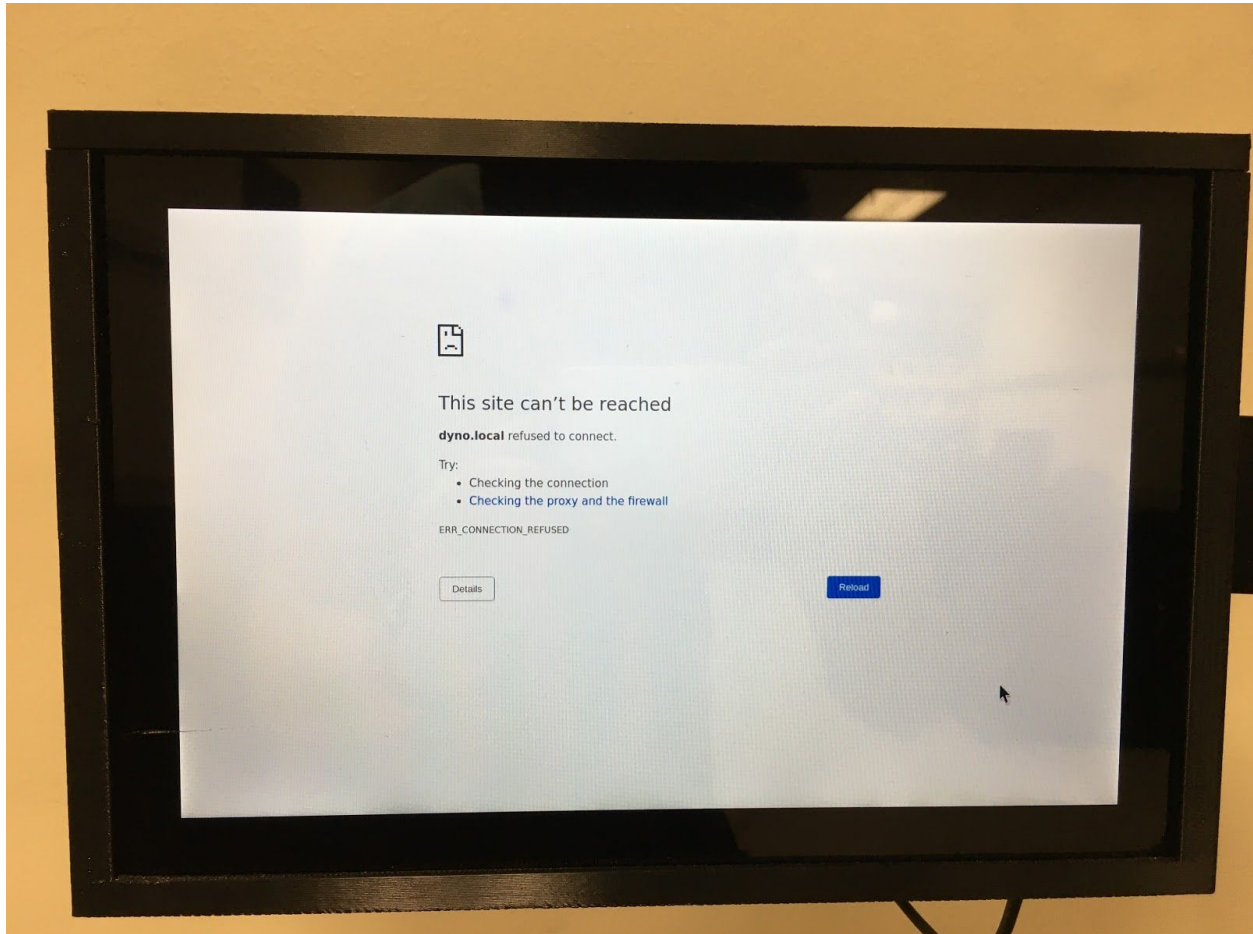 This site can’t be reached
dyno.local refused to connect.
Try:
• Checking the connection
• Checking the proxy and the firewall
ERR_CONNECTION_REFUSED
Details
Reload